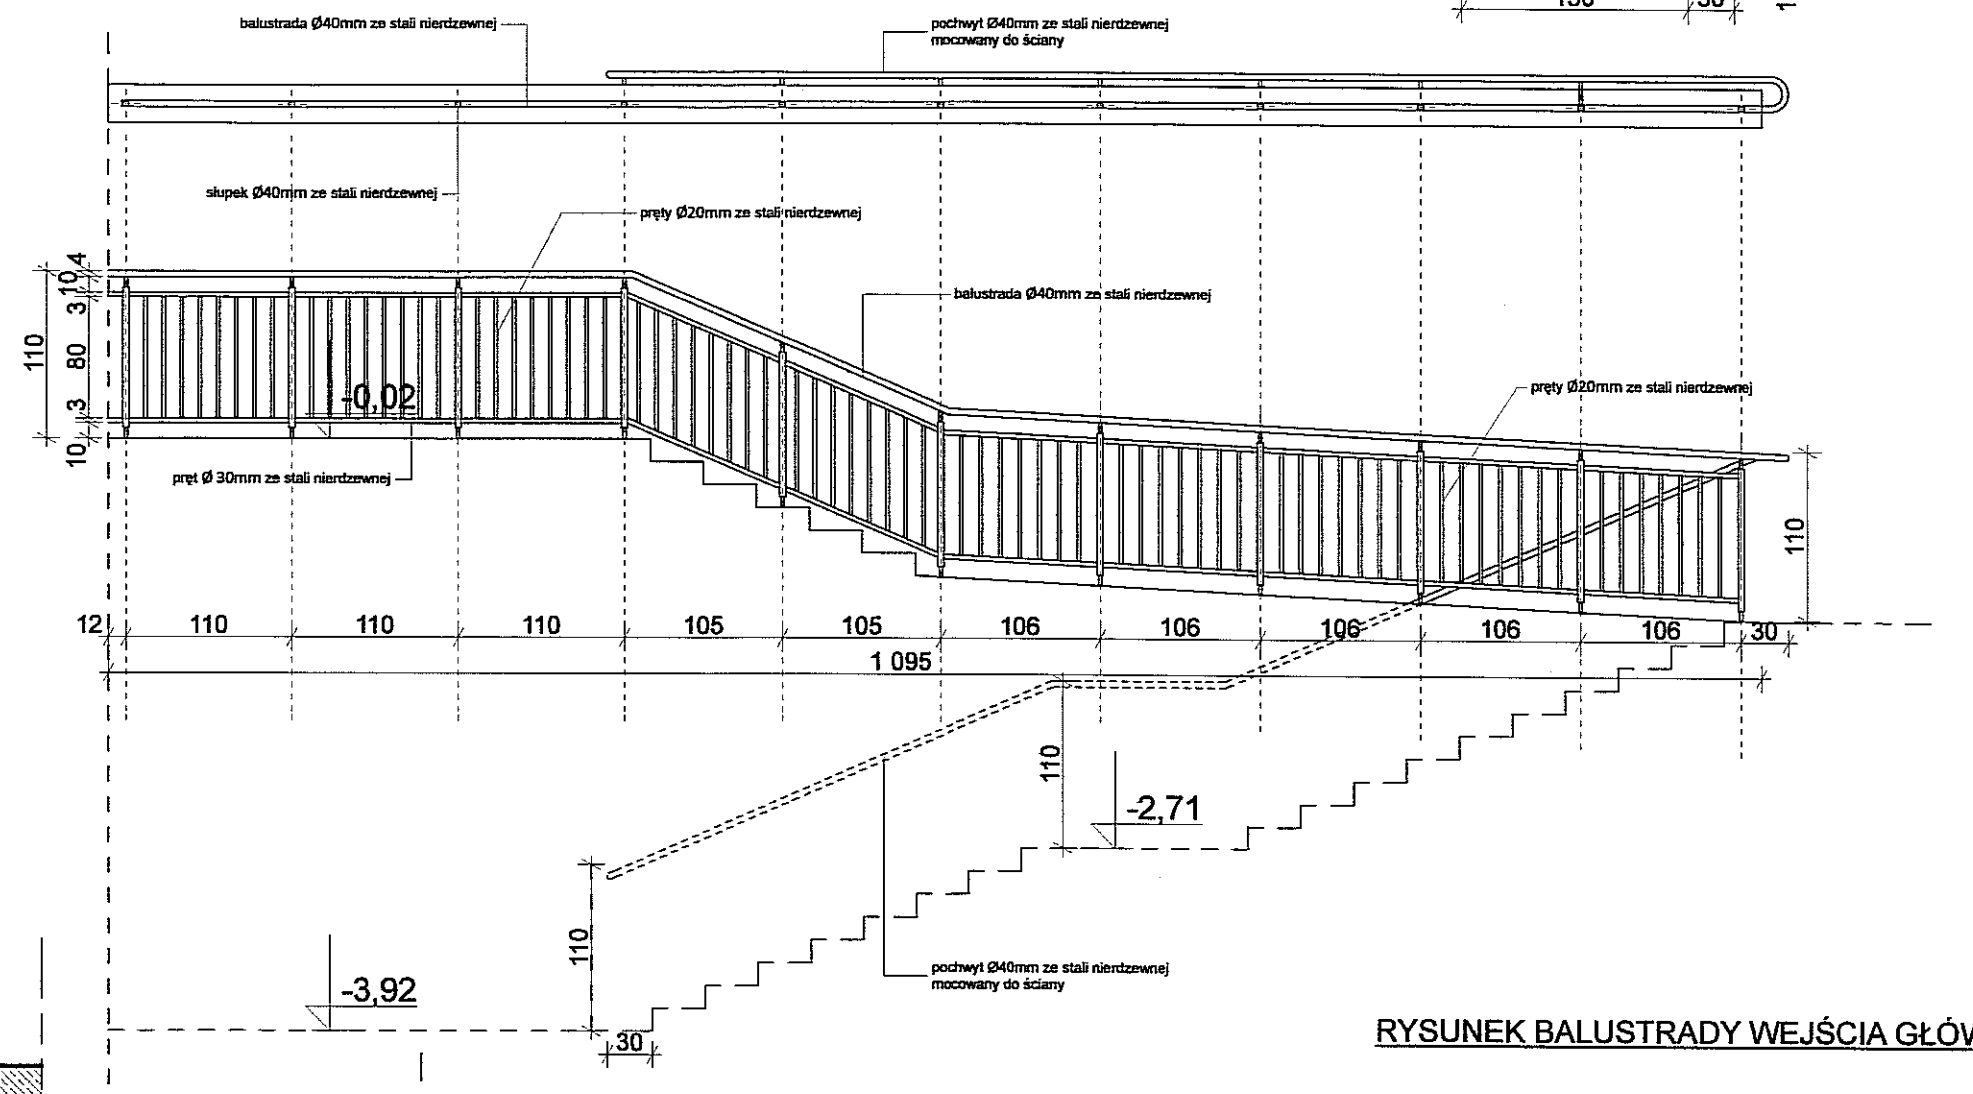 150
30
balustrada Ø40mm ze stali nierdzewnej
pochwyt Ø40mm ze stali nierdzewnej
mocowany do ściany
słupek Ø40mm ze stali nierdzewnej
pręty Ø20mm ze stali nierdzewnej
balustrada Ø40mm ze stali nierdzewnej
pręty Ø20mm ze stali nierdzewnej
4
10
3
80
3
10
110
-0,02
pręt Ø 30mm ze stali nierdzewnej
110
12
110
110
110
105
105
106
106
106
106
106
30
1 095
110
-2,71
110
-3,92
30
pochwyt Ø40mm ze stali nierdzewnej
mocowany do ściany
RYSUNEK BALUSTRADY WEJŚCIA GŁÓW